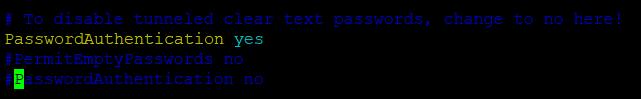 # To disable tunneled clear text passwords, change to no here!
PasswordAuthentication yes
#PermitEmptyPasswords no
#PasswordAuthentication no